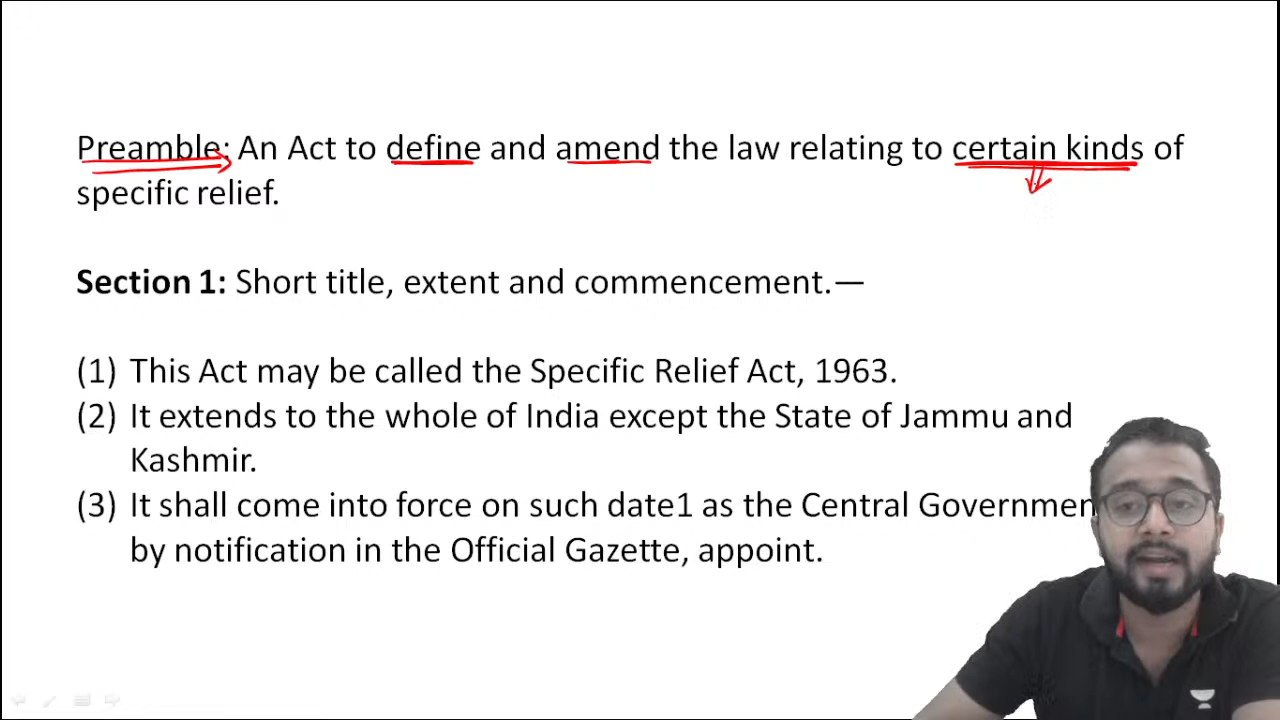 Preamble: An Act to define and amend the law relating to certain kinds of
specific relief.
Section 1: Short title, extent and commencement.—
(1) This Act may be called the Specific Relief Act, 1963.
(2) It extends to the whole of India except the State of Jammu and
Kashmir.
(3) It shall come into force on such date1 as the Central Governmen
by notification in the Official Gazette, appoint.